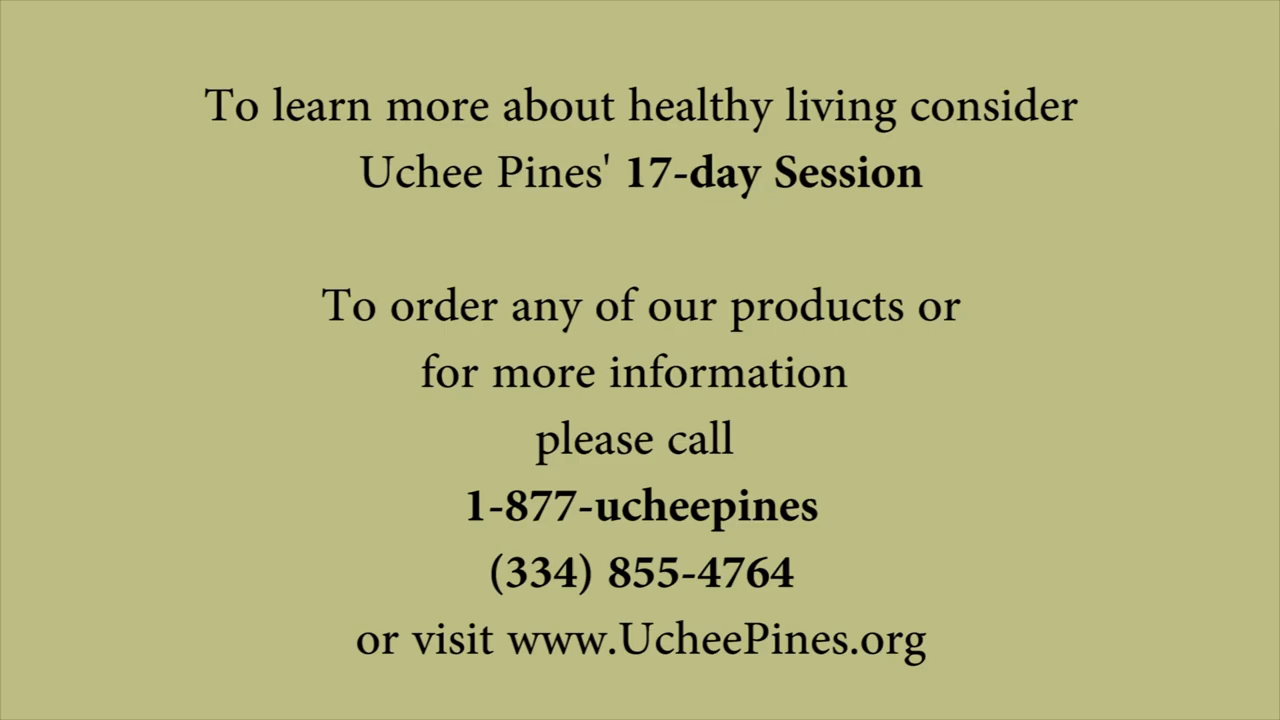 To learn more about healthy living consider
Uchee Pines' 17-day Session
To order any of our products or
for more information
please call
1-877-ucheepines
(334) 855-4764
or visit www.UcheePines.org